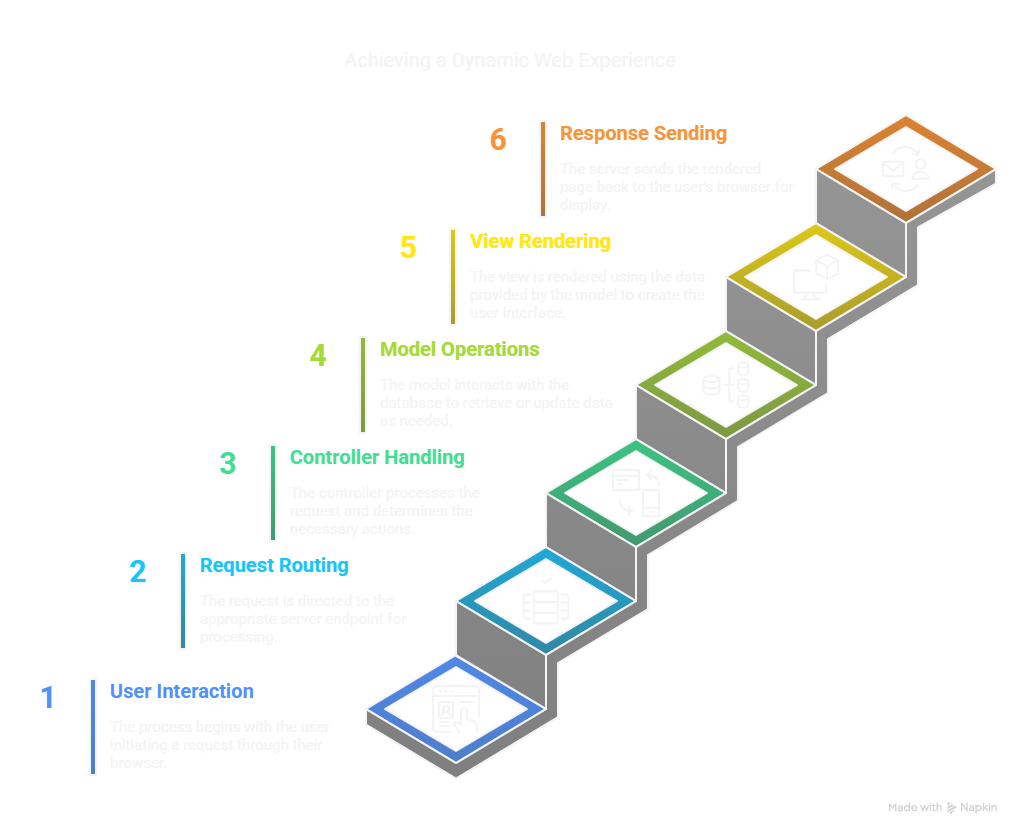 Achieving a Dynamic Web Experience
6
Response Sending
The server sends the rendered
page back to the user's browser for
display.
5
View Rendering
The view is rendered using the data
provided by the model to create the
user interface.
4
Model Operations
The model interacts with the
database to retrieve or update data
as needed.
3
Controller Handling
The controller processes the
request and determines the
necessary actions.
2
Request Routing
The request is directed to the
appropriate server endpoint for
processing.
1
User Interaction
The process begins with the user
initiating a request through their
browser.
Made with Napkin